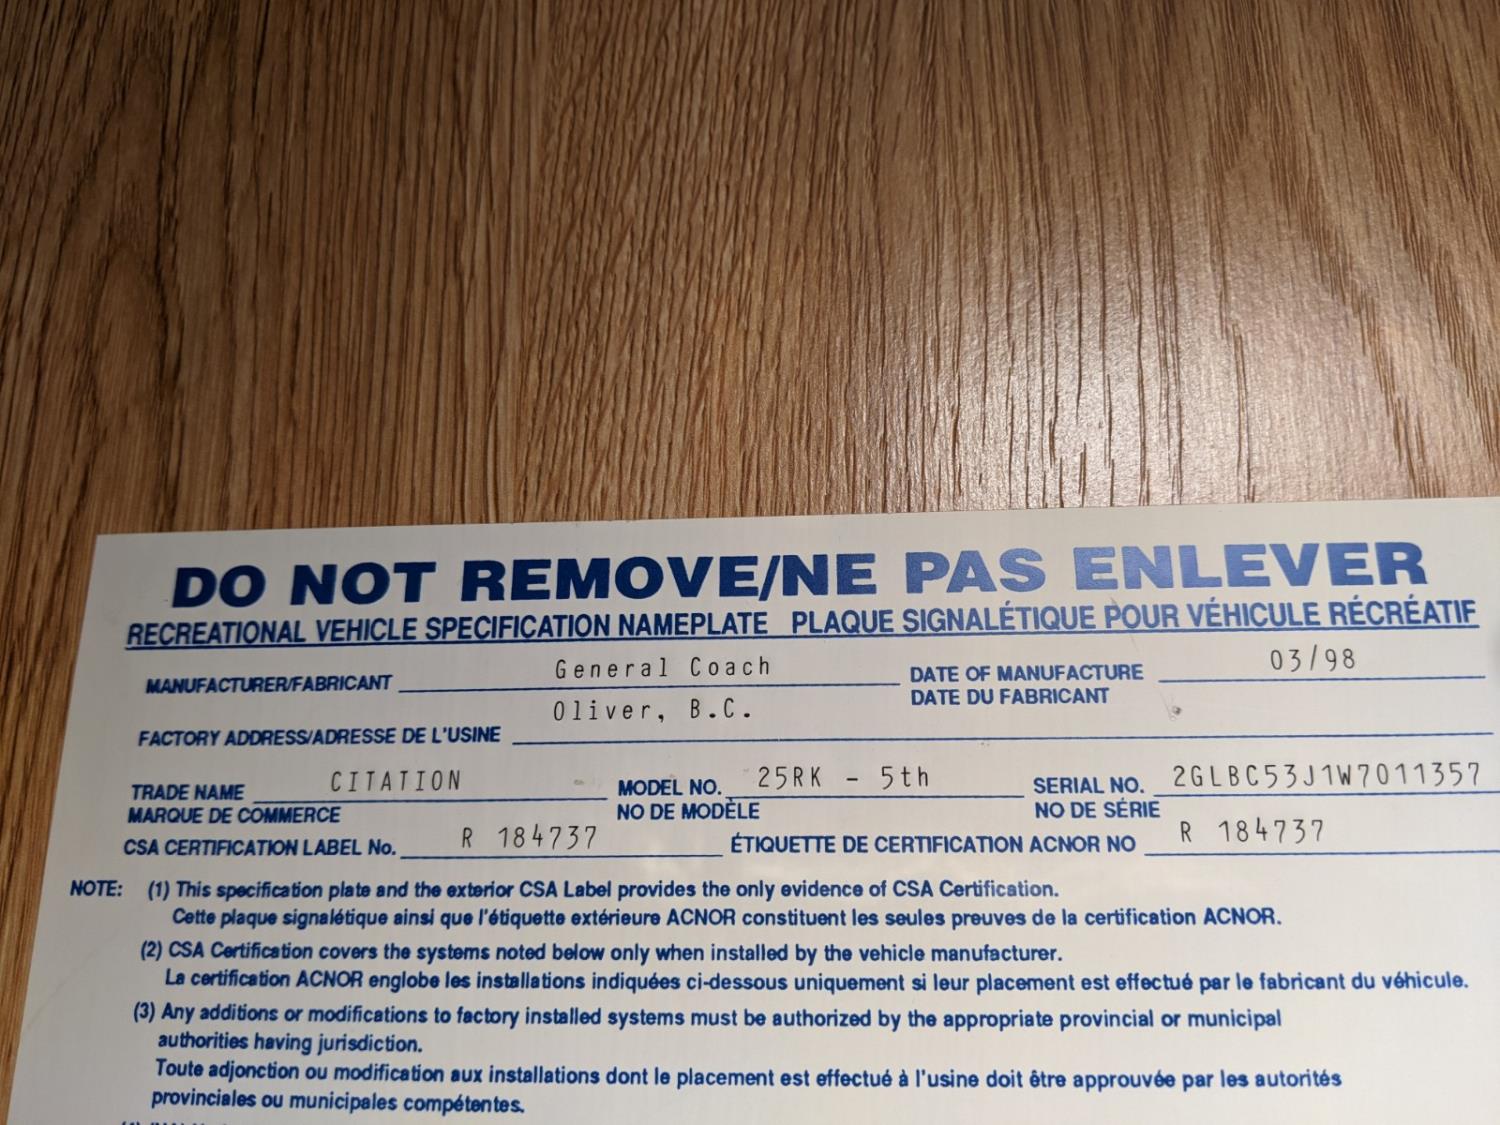 DO NOT REMOVE/NE PAS ENLEVER
RECREATIONAL VEHICLE SPECIFICATION NAMEPLATE PLAQUE SIGNALÉTIQUE POUR VÉHICULE RÉCRÉATIF
MANUFACTURER/FABRICANT General Coach DATE OF MANUFACTURE 03/98
DATE DU FABRICANT
Oliver, B.C.
FACTORY ADDRESS/ADRESSE DE L'USINE
TRADE NAME CITATION MODEL NO. 25RK - 5th SERIAL NO. 2GLBC53J1W7011357
MARQUE DE COMMERCE NO DE MODÈLE NO DE SÉRIE
CSA CERTIFICATION LABEL No. R 184737 ÉTIQUETTE DE CERTIFICATION ACNOR NO R 184737
NOTE: (1) This specification plate and the exterior CSA Label provides the only evidence of CSA Certification.
Cette plaque signalétique ainsi que l'étiquette extérieure ACNOR constituent les seules preuves de la certification ACNOR.
(2) CSA Certification covers the systems noted below only when installed by the vehicle manufacturer.
La certification ACNOR englobe les installations indiquées ci-dessous uniquement si leur placement est effectué par le fabricant du véhicule.
(3) Any additions or modifications to factory installed systems must be authorized by the appropriate provincial or municipal
authorities having jurisdiction.
Toute adjonction ou modification aux installations dont le placement est effectué à l'usine doit être approuvée par les autorités
provinciales ou municipales compétentes.